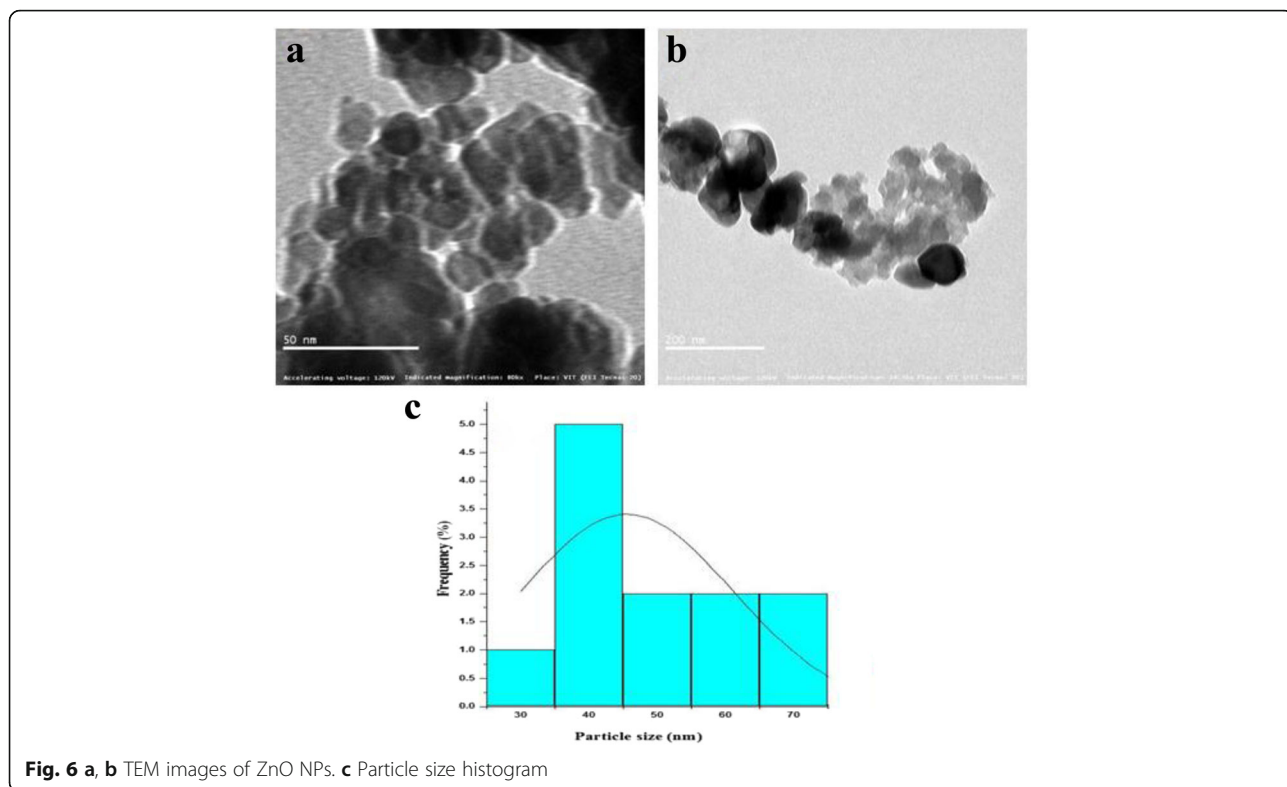 a
b
50 nm
Accelerating voltage: 120kV Indicated magnification: 80kx Place: VIT (FEI Tecnai 20)
200 nm
c
5.0
4.5
4.0
3.5
3.0
2.5
2.0
1.5
1.0
0.5
0.0
Frequency (%)
30 40 50 60 70
Particle size (nm)
Fig. 6 a, b TEM images of ZnO NPs. c Particle size histogram